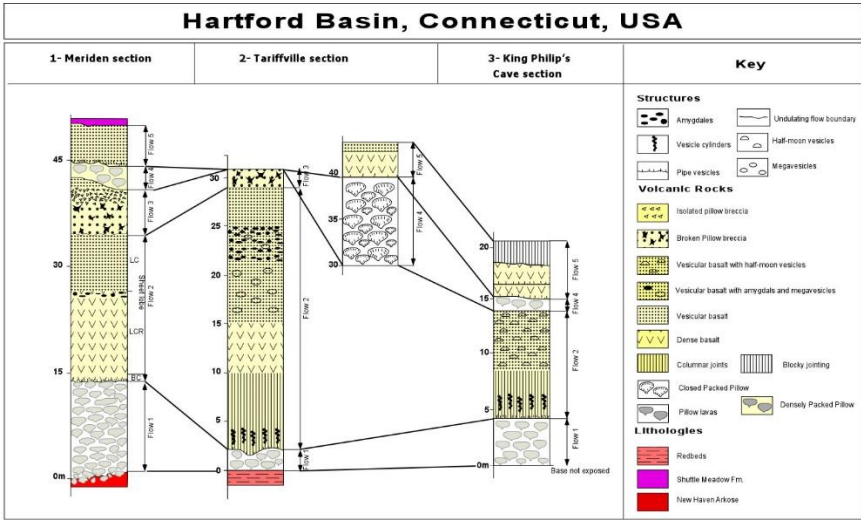 Hartford Basin, Connecticut, USA
1- Meriden section
2- Tariffville section
3- King Philip's
Cave section
Key
45
30
15
0m
Flow 5
Flow 4
Flow 3
Flow 2
Sheet lobe
Flow 1
LC
LCR
BC
30
25
20
15
10
5
0
Flow 3
Flow 2
Flow 1
40
35
30
Flow 5
Flow 4
20
15
10
5
0m
Flow 5
Flow 4
Flow 2
Flow 1
Base not exposed
Structures
Amygdales
Undulating flow boundary
Vesicle cylinders
Half-moon vesicles
Pipe vesicles
Megavesicles
Volcanic Rocks
Isolated pillow breccia
Broken Pillow breccia
Vesicular basalt with half-moon vesicles
Vesicular basalt with amygdals and megavesicles
Vesicular basalt
Dense basalt
Columnar joints
Blocky jointing
Closed Packed Pillow
Pillow lavas
Densely Packed Pillow
Lithologies
Redbeds
Shuttle Meadow Fm.
New Haven Arkose